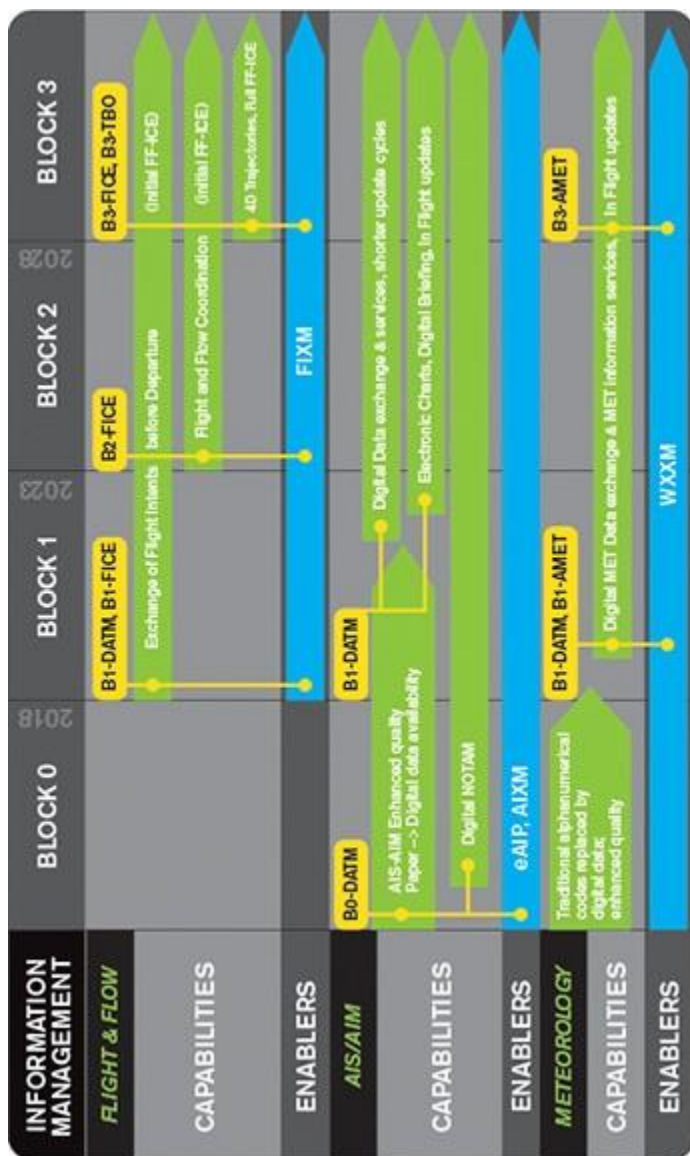 INFORMATION
MANAGEMENT
BLOCK 0
2018
BLOCK 1
2023
BLOCK 2
2028
BLOCK 3
FLIGHT & FLOW
B1-DATM, B1-FICE
B2-FICE
B3-FICE, B3-TBO
CAPABILITIES
Exchange of Flight Intents before Departure (Initial FF-ICE)
Flight and Flow Coordination (Initial FF-ICE)
4D Trajectories, Full FF-ICE
ENABLERS
FIXM
AIS/AIM
B0-DATM
B1-DATM
CAPABILITIES
AIS-AIM Enhanced quality
Paper --> Digital data availability
Digital Data exchange & services, shorter update cycles
Electronic Charts, Digital Briefing, In Flight updates
Digital NOTAM
ENABLERS
eAIP, AIXM
METEOROLOGY
B1-DATM, B1-AMET
B3-AMET
CAPABILITIES
Traditional alphanumerical
codes replaced by
digital data;
enhanced quality
Digital MET Data exchange & MET Information services, In Flight updates
ENABLERS
WXXM